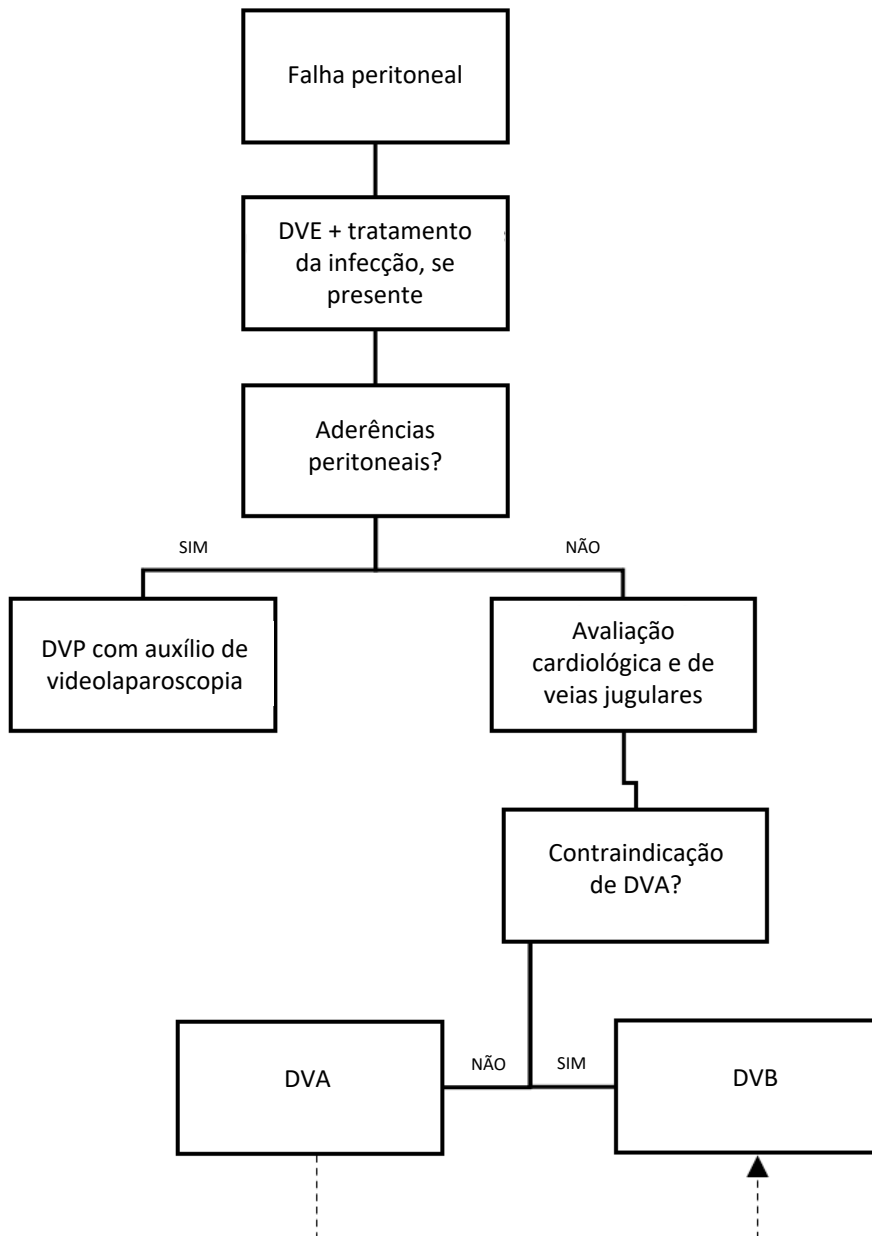 Falha peritoneal
DVE + tratamento
da infecção, se
presente
Aderências
peritoneais?
SIM
NÃO
DVP com auxílio de
videolaparoscopia
Avaliação
cardiológica e de
veias jugulares
Contraindicação
de DVA?
DVA
NÃO
SIM
DVB